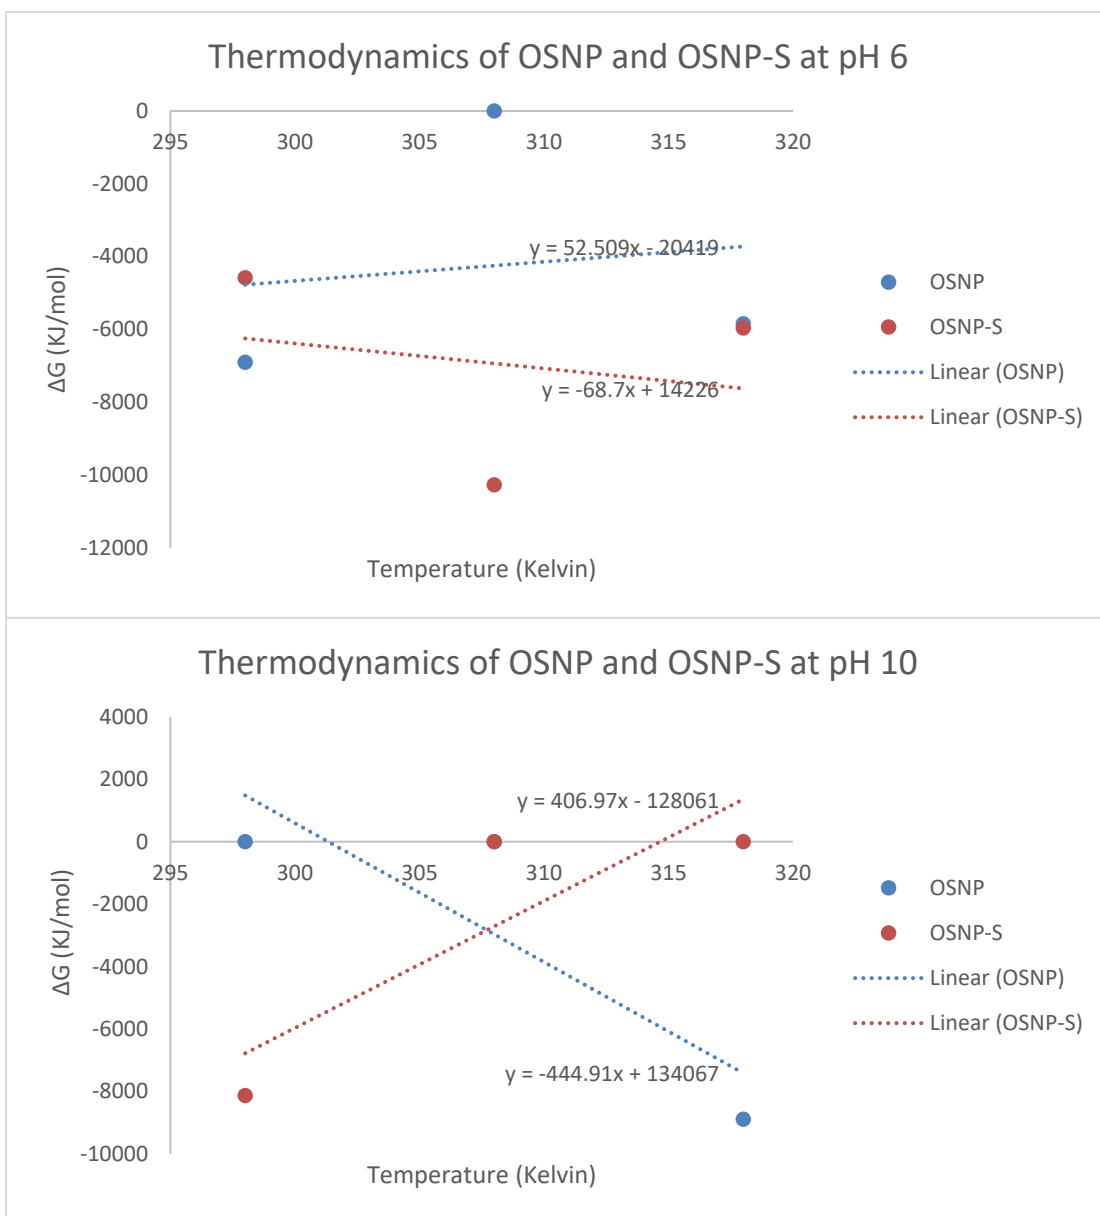 Thermodynamics of OSNP and OSNP-S at pH 6
0
295 300 305 310 315 320
-2000
-4000
-6000
-8000
-10000
-12000
ΔG (KJ/mol)
Temperature (Kelvin)
y = 52.509x - 20419
y = -68.7x + 14226
OSNP
OSNP-S
Linear (OSNP)
Linear (OSNP-S)
Thermodynamics of OSNP and OSNP-S at pH 10
4000
2000
0
295 300 305 310 315 320
-2000
-4000
-6000
-8000
-10000
ΔG (KJ/mol)
Temperature (Kelvin)
y = 406.97x - 128061
y = -444.91x + 134067
OSNP
OSNP-S
Linear (OSNP)
Linear (OSNP-S)